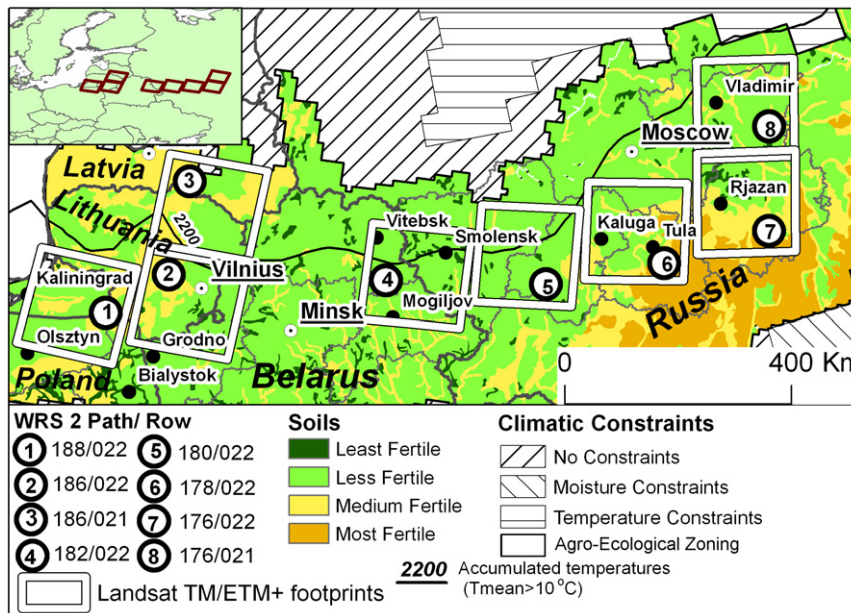 Vladimir
8
Moscow
Latvia
3
Rjazan
Lithuania
2200
Vitebsk
Smolensk
Kaluga
Tula
7
6
Kaliningrad
2
Vilnius
4
5
Russia
1
Minsk
Mogiljov
Olsztyn
Grodno
0
400 Km
Poland
Bialystok
Belarus
WRS 2 Path/ Row
1 188/022
5 180/022
2 186/022
6 178/022
3 186/021
7 176/022
4 182/022
8 176/021
Landsat TM/ETM+ footprints
Soils
Least Fertile
Less Fertile
Medium Fertile
Most Fertile
Climatic Constraints
No Constraints
Moisture Constraints
Temperature Constraints
Agro-Ecological Zoning
2200 Accumulated temperatures
(Tmean>10 °C)